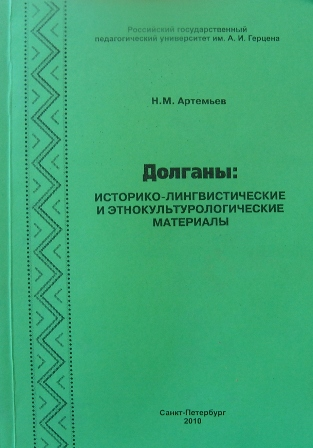 Российский государственный
педагогический университет им. А. И. Герцена
Н.М. Артемьев
Долганы:
ИСТОРИКО-ЛИНГВИСТИЧЕСКИЕ
И ЭТНОКУЛЬТУРОЛОГИЧЕСКИЕ
МАТЕРИАЛЫ
Санкт-Петербург
2010